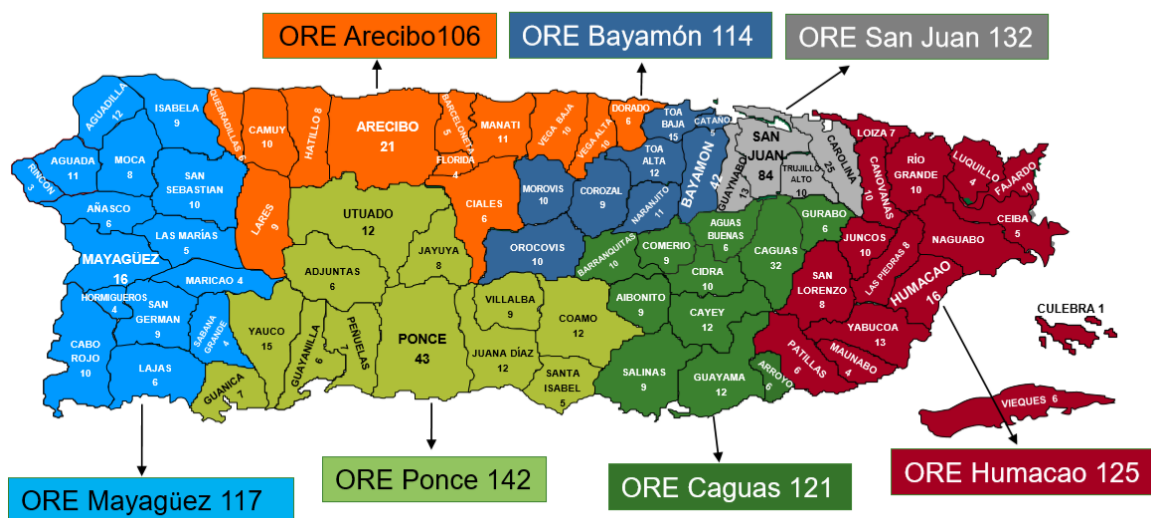 ORE Arecibo106
ORE Bayamón 114
ORE San Juan 132
AGUADILLA
12
ISABELA
9
QUEBRADILLAS 6
CAMUY
10
HATILLO 8
ARECIBO
21
BARCELONETA
5
FLORIDA
4
MANATI
11
VEGA BAJA
10
VEGA ALTA
10
DORADO
6
TOA
BAJA
15
CATAÑO
5
TOA
ALTA
12
BAYAMON
42
GUAYNABO
13
SAN
JUAN
84
TRUJILLO
ALTO
10
CAROLINA
25
LOIZA 7
CANOVANAS
10
RÍO
GRANDE
10
LUQUILLO
4
FAJARDO
10
CEIBA
5
RINCON
3
AGUADA
11
MOCA
8
SAN
SEBASTIAN
10
AÑASCO
6
LAS MARÍAS
5
LARES
9
UTUADO
12
CIALES
6
MOROVIS
10
COROZAL
9
NARANJITO
11
OROCOVIS
10
BARRANQUITAS
10
COMERIO
9
AGUAS
BUENAS
6
CAGUAS
32
GURABO
6
JUNCOS
10
LAS PIEDRAS 8
NAGUABO
HUMACAO
16
MAYAGÜEZ
16
MARICAO 4
HORMIGUEROS
4
SAN
GERMAN
9
SABANA
GRANDE
4
CABO
ROJO
10
LAJAS
6
ADJUNTAS
6
JAYUYA
8
YAUCO
15
GUANICA
7
GUAYANILLA
6
PEÑUELAS
7
PONCE
43
VILLALBA
9
JUANA DÍAZ
12
COAMO
12
SANTA
ISABEL
5
CIDRA
10
AIBONITO
9
CAYEY
12
SALINAS
9
GUAYAMA
12
ARROYO
6
SAN
LORENZO
8
PATILLAS
6
MAUNABO
4
YABUCOA
13
CULEBRA 1
VIEQUES 6
ORE Mayagüez 117
ORE Ponce 142
ORE Caguas 121
ORE Humacao 125